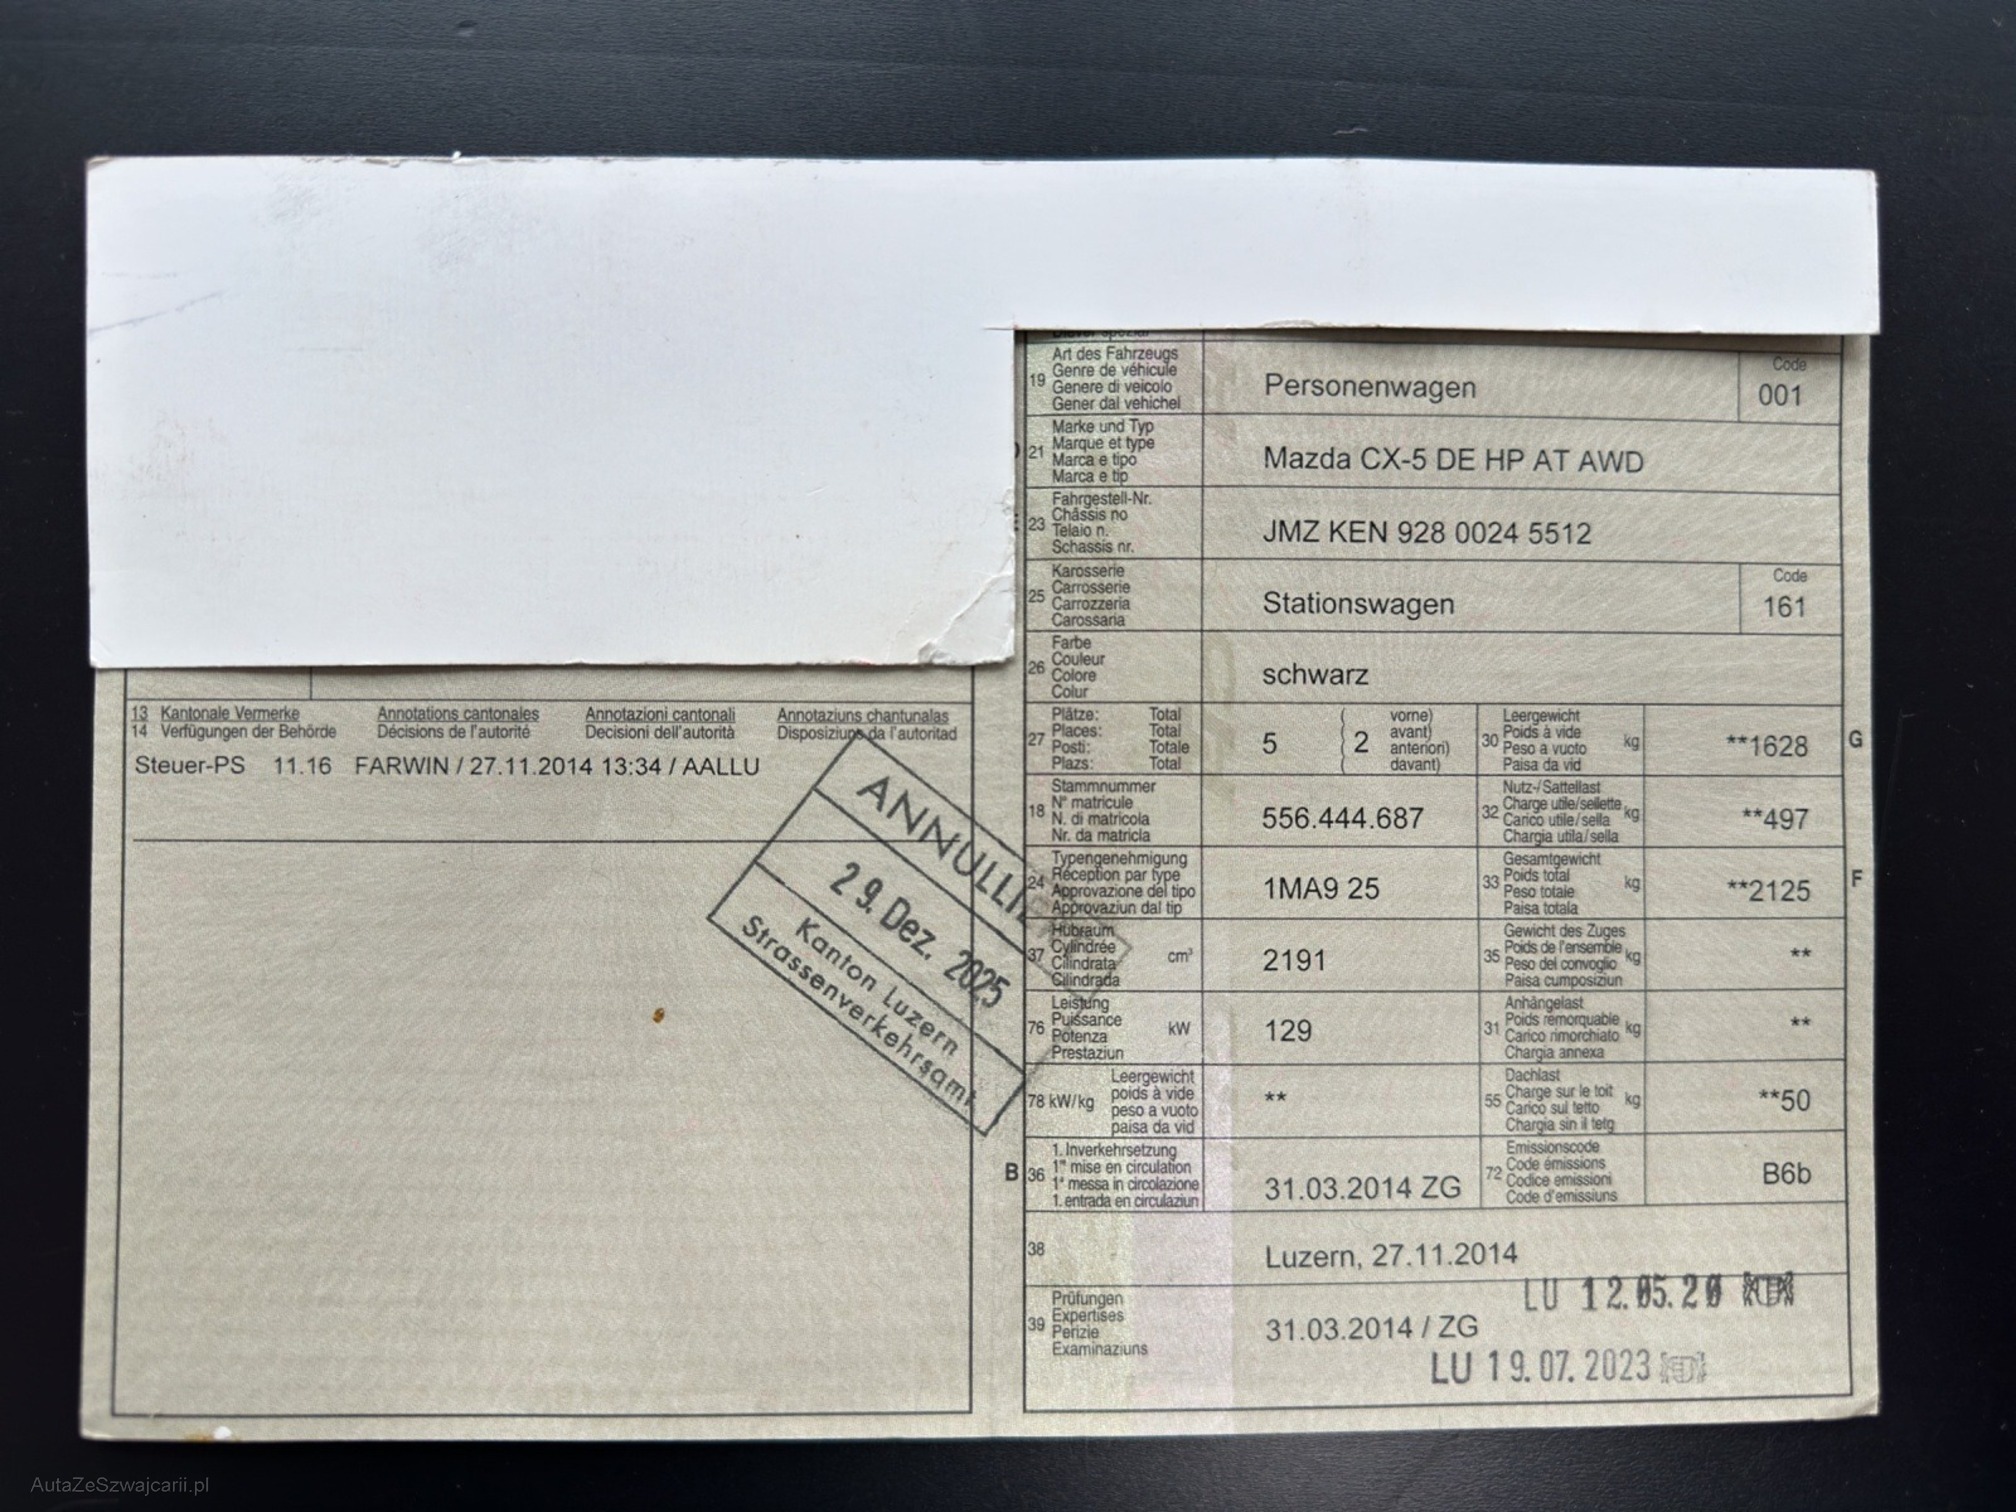 13 Kantonale Vermerke Annotations cantonales Annotazioni cantonali Annotaziuns chantunalas
14 Verfügungen der Behörde Décisions de l'autorité Decisioni dell'autorità Disposiziuns da l'autoritad
Steuer-PS 11.16 FARWIN / 27.11.2014 13:34 / AALLU
29. Dez. 2025
Kanton Luzern
Strassenverkehrsamt
19
Art des Fahrzeugs
Genre de véhicule
Genere di veicolo
Gener dal vehichel
Personenwagen
Code
001
21
Marke und Typ
Marque et type
Marca e tipo
Marca e tip
Mazda CX-5 DE HP AT AWD
23
Fahrgestell-Nr.
Châssis no
Telaio n.
Schassis nr.
JMZ KEN 928 0024 5512
25
Karosserie
Carrosserie
Carrozzeria
Carossaria
Stationswagen
Code
161
26
Farbe
Couleur
Colore
Colur
schwarz
27
Plätze: Total
Places: Total
Posti: Totale
Plazs: Total
5
( vorne)
( 2 avant)
( anteriori)
( davant)
30
Leergewicht
Poids à vide
Peso a vuoto
Paisa da vid
kg
**1628
G
18
Stammnummer
N° matricule
N. di matricola
Nr. da matricla
556.444.687
32
Nutz-/Sattellast
Charge utile/sellette
Carico utile/sella
Chargia utila/sella
kg
**497
24
Typengenehmigung
Réception par type
Approvazione del tipo
Approvaziun dal tip
1MA9 25
33
Gesamtgewicht
Poids total
Peso totale
Paisa totala
kg
**2125
F
37
Hubraum
Cylindrée
Cilindrata
Cilindrada
cm³
2191
35
Gewicht des Zuges
Poids de l'ensemble
Peso del convoglio
Paisa cumposiziun
kg
**
76
Leistung
Puissance
Potenza
Prestaziun
kW
129
31
Anhängelast
Poids remorquable
Carico rimorchiato
Chargia annexa
kg
**
78 kW/kg
Leergewicht
poids à vide
peso a vuoto
paisa da vid
**
55
Dachlast
Charge sur le toit
Carico sul tetto
Chargia sin il tetg
kg
**50
B
36
1. Inverkehrsetzung
1re mise en circulation
1a messa in circolazione
1. entrada en circulaziun
31.03.2014 ZG
72
Emissionscode
Code émissions
Codice emissioni
Code d'emissiuns
B6b
38
Luzern, 27.11.2014
LU 12.05.20
39
Prüfungen
Expertises
Perizie
Examinaziuns
31.03.2014 / ZG
LU 19.07.2023
AutaZeSzwajcarii.pl